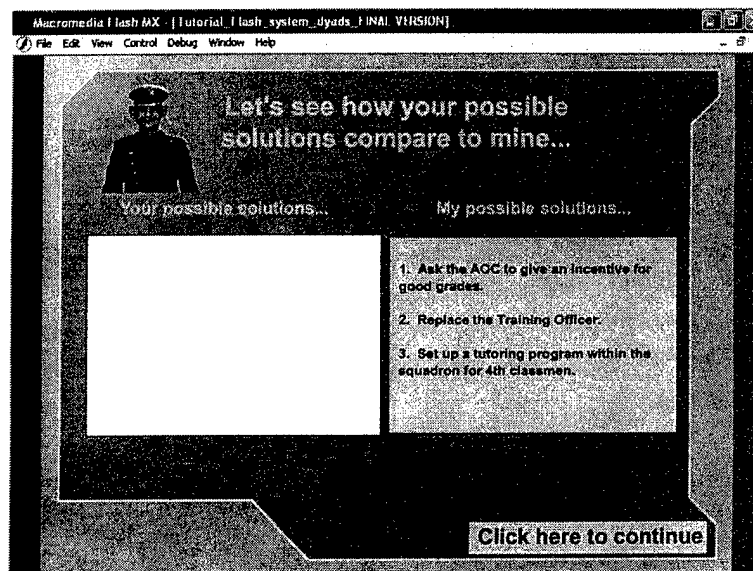 Macromedia Flash MX - [Tutorial_Flash_system_dyads_FINAL VERSION]
File Edit View Control Debug Window Help
Let's see how your possible
solutions compare to mine...
Your possible solutions...
My possible solutions...
1. Ask the AOC to give an incentive for
good grades.
2. Replace the Training Officer.
3. Set up a tutoring program within the
squadron for 4th classmen.
Click here to continue